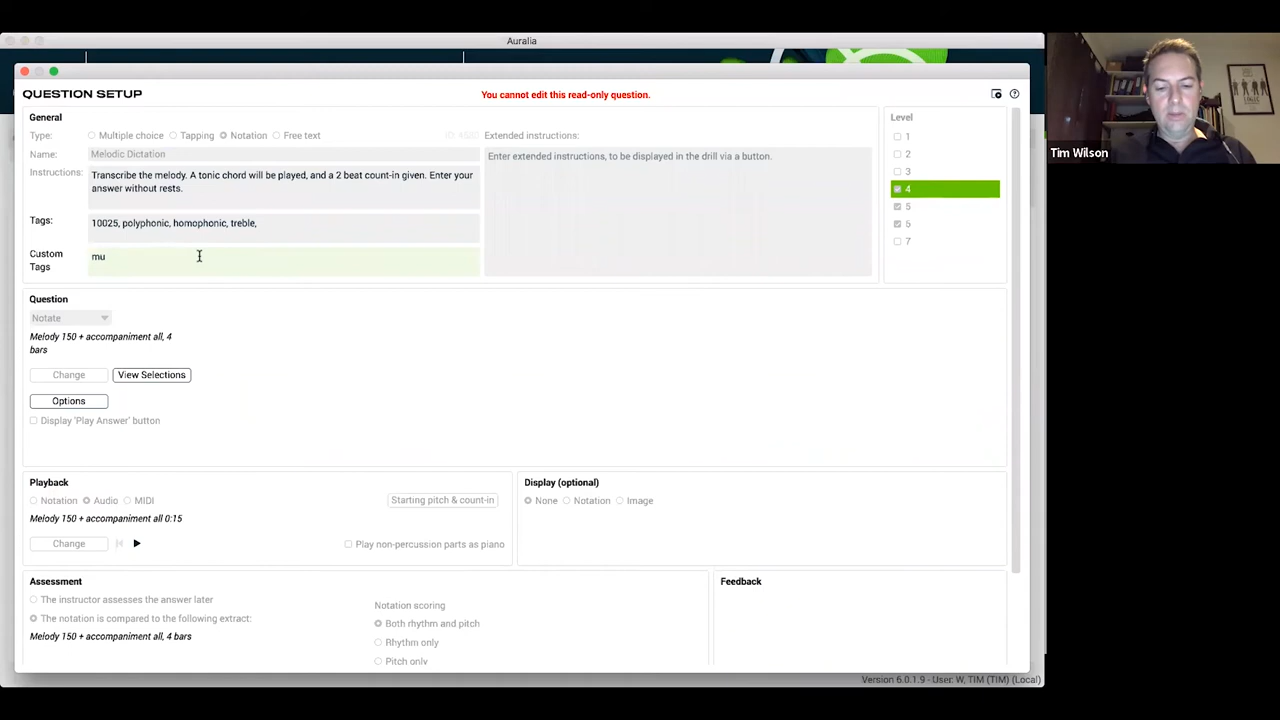 Auralia
QUESTION SETUP
You cannot edit this read-only question.
General
Type:
Multiple choice
Tapping
Notation
Free text
Extended instructions:
Level
1
Name:
Melodic Dictation
Enter extended instructions, to be displayed in the drill via a button.
2
Tim Wilson
Instructions:
Transcribe the melody. A tonic chord will be played, and a 2 beat count-in given. Enter your
answer without rests.
3
4
5
Tags:
10025, polyphonic, homophonic, treble,
6
7
Custom
Tags
mu
Question
Notate
Melody 150 + accompaniment all, 4
bars
Change
View Selections
Options
Display 'Play Answer' button
Playback
Notation
Audio
MIDI
Starting pitch & count-in
Melody 150 + accompaniment all 0:15
Change
Play non-percussion parts as piano
Display (optional)
None
Notation
Image
Assessment
The instructor assesses the answer later
The notation is compared to the following extract:
Melody 150 + accompaniment all, 4 bars
Notation scoring
Both rhythm and pitch
Rhythm only
Pitch only
Feedback
Version 6.0.1.9 - User: W, TIM (TIM) (Local)